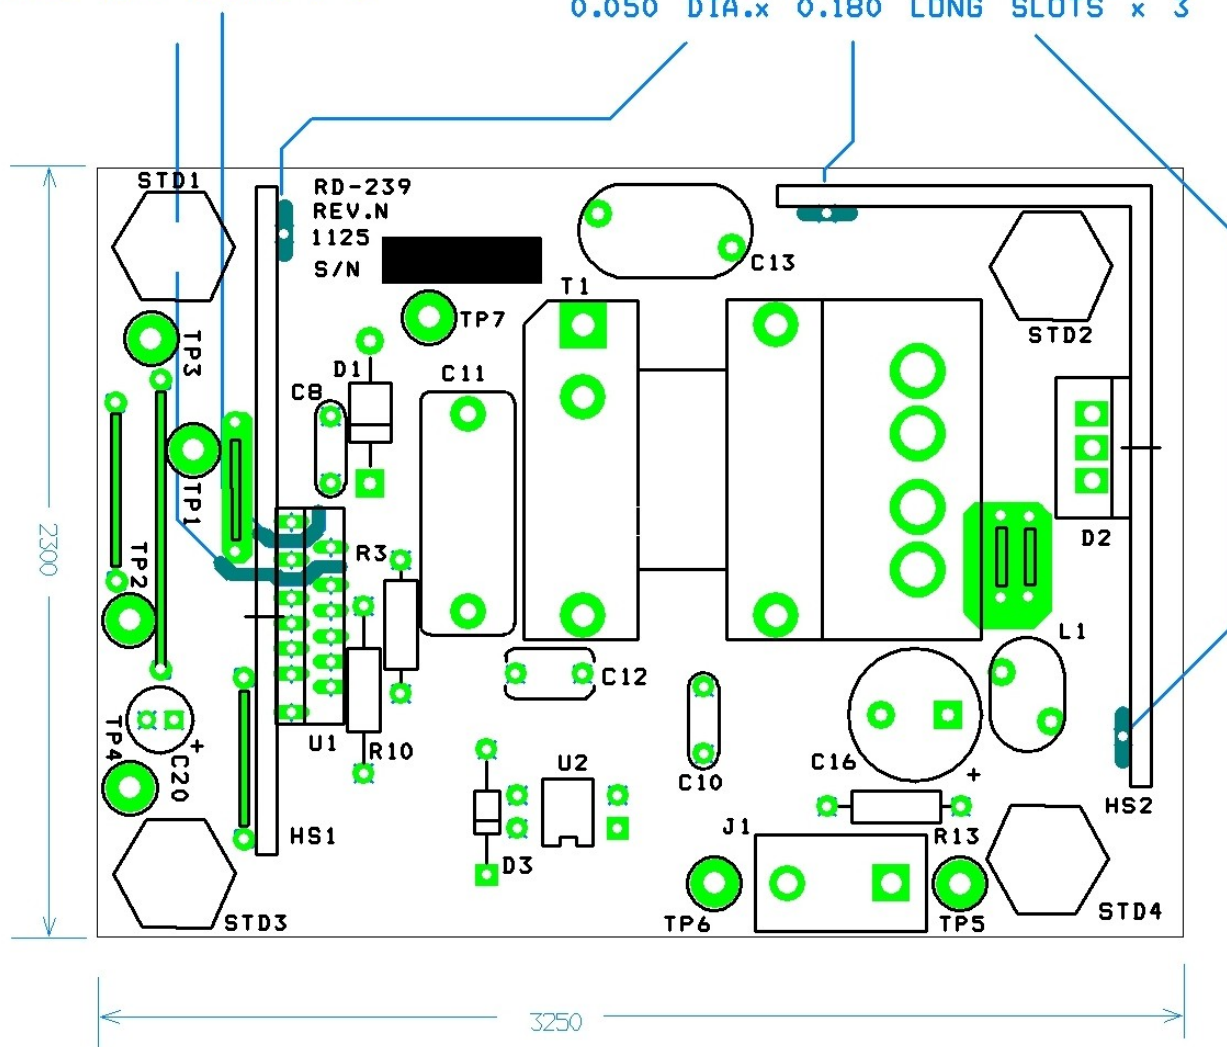 0.050 DIA.x 0.180 LONG SLOTS x 3
STD1
RD-239
REV.N
1125
S/N
C13
STD2
T1
TP7
TP3
D1
C11
C8
TP1
D2
2300
TP2
R3
L1
C12
U1
R10
C20
+
TP4
U2
C10
C16
+
HS2
HS1
J1
R13
D3
STD3
TP6
TP5
STD4
3250